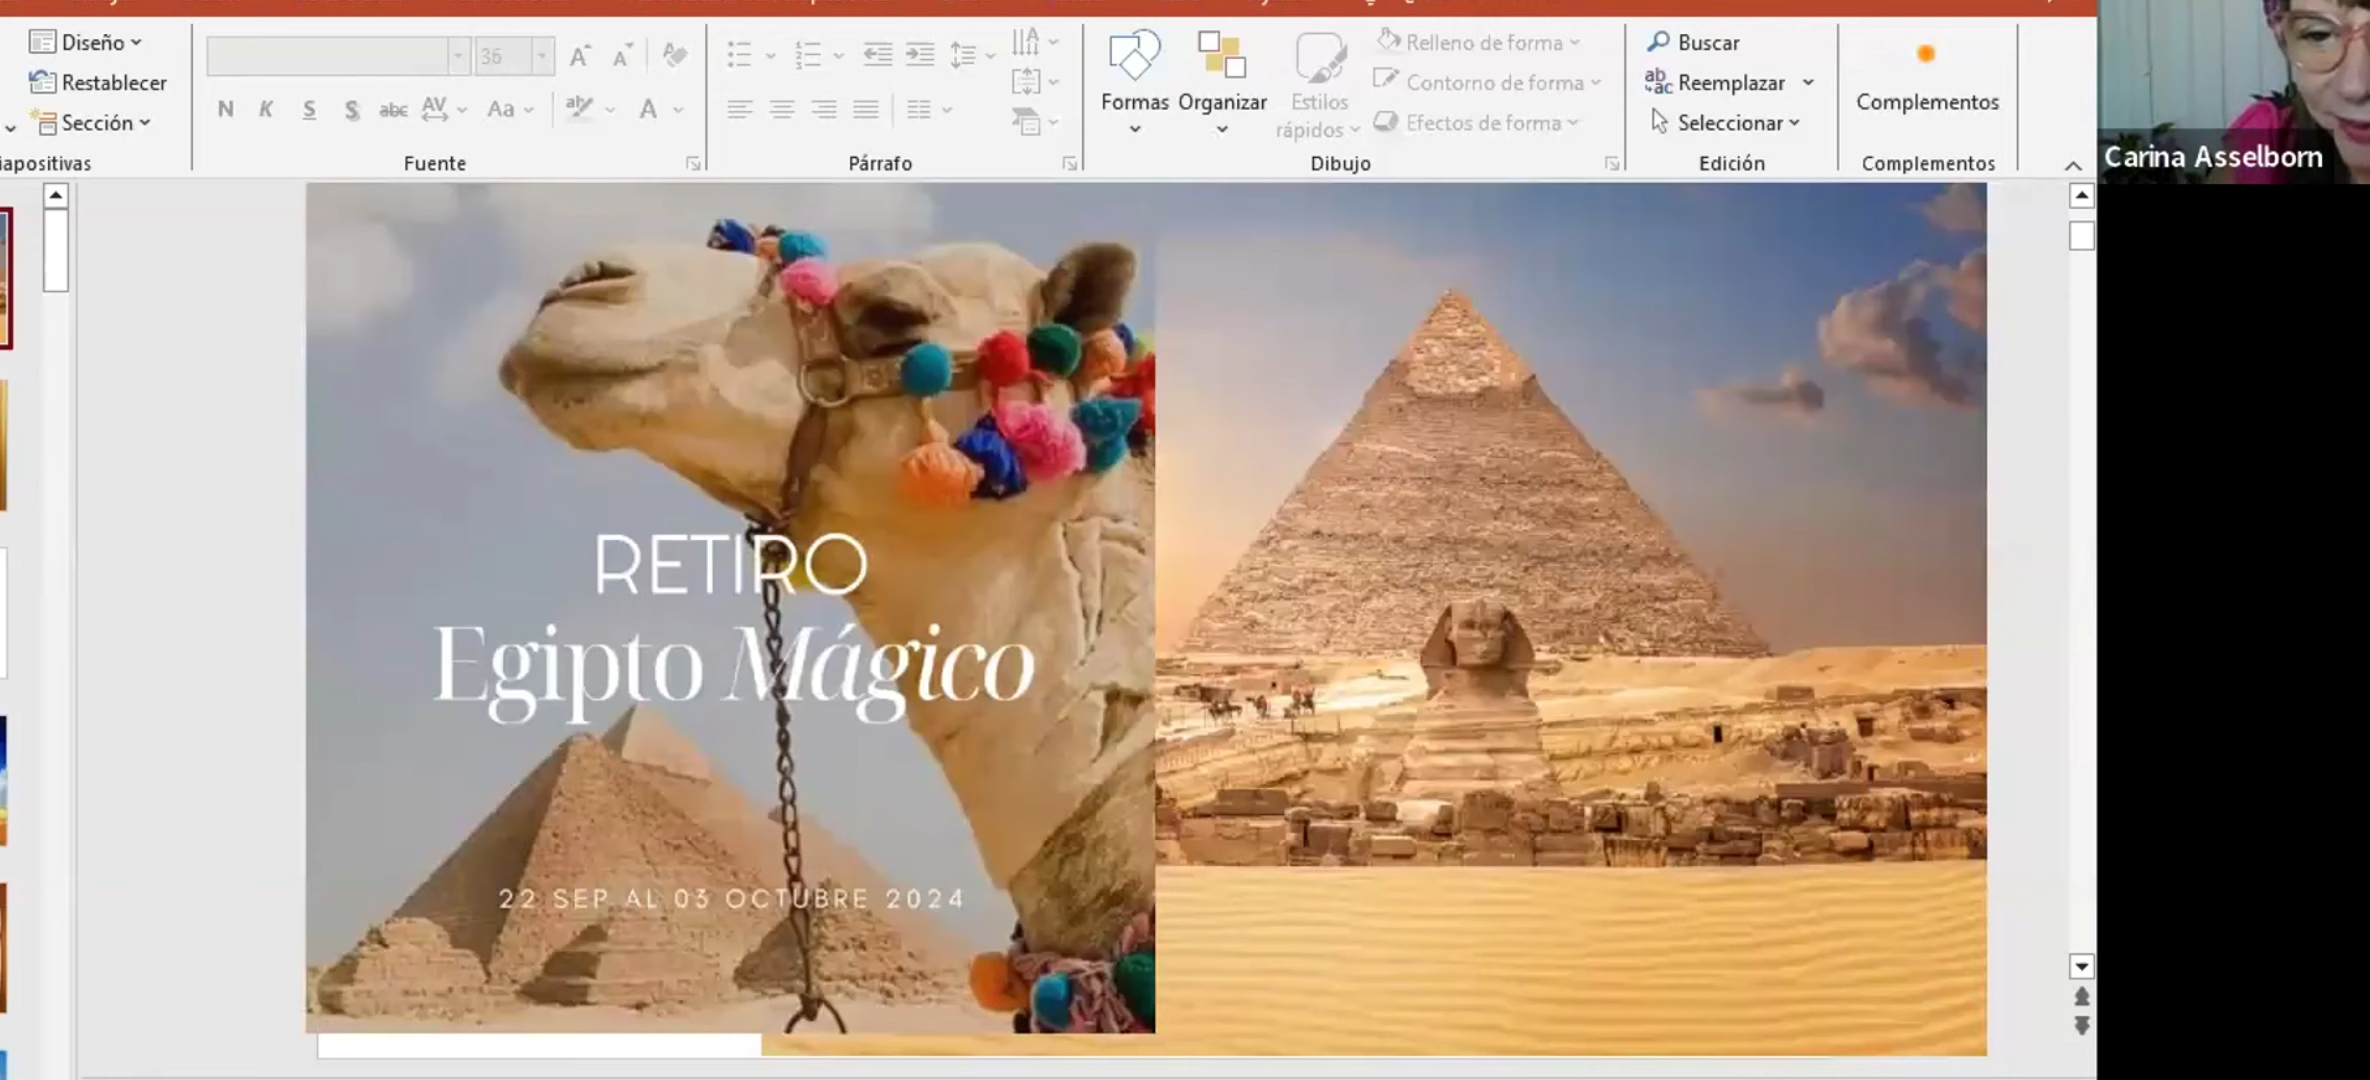 Diseño
Restablecer
Sección
iapositivas
36
N K S S abc AV Aa
ab A
Fuente
Párrafo
Formas
Organizar
Estilos
rápidos
Relleno de forma
Contorno de forma
Efectos de forma
Dibujo
Buscar
Reemplazar
Seleccionar
Edición
Complementos
Complementos
Carina Asselborn
RETIRO
Egipto Mágico
22 SEP AL 03 OCTUBRE 2024